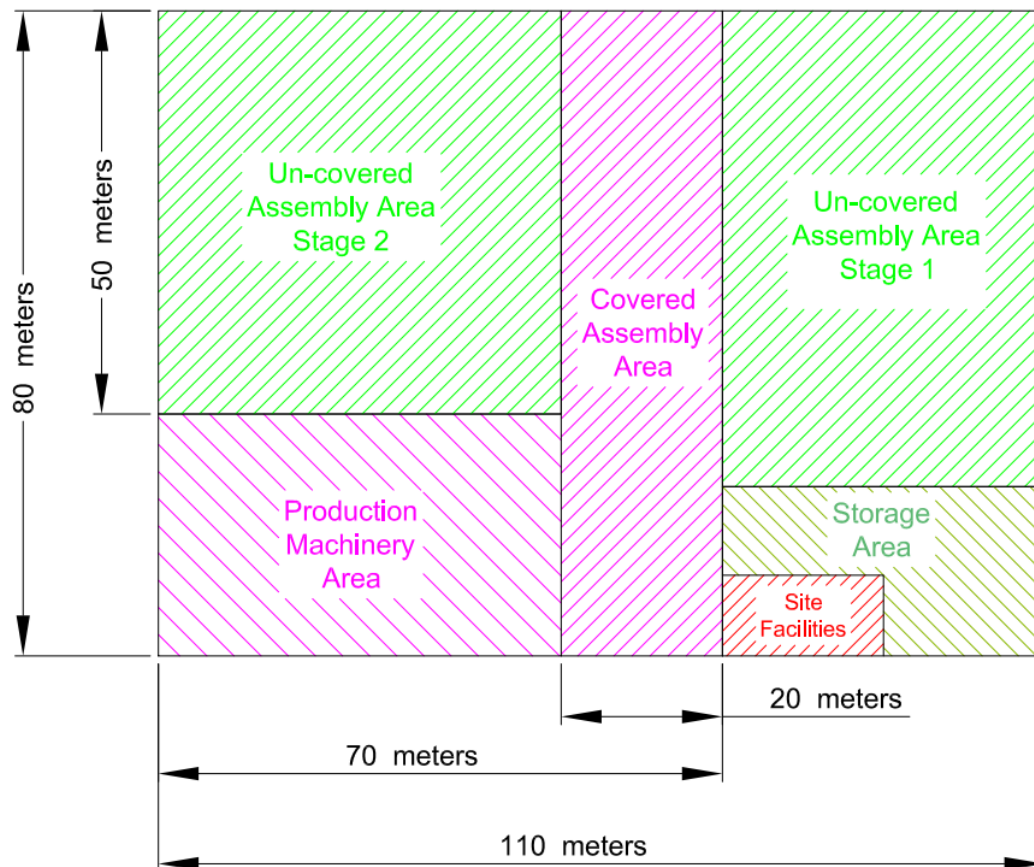 Un-covered
Assembly Area
Stage 2
Un-covered
Assembly Area
Stage 1
Covered
Assembly
Area
Production
Machinery
Area
Storage
Area
Site
Facilities
80 meters
50 meters
20 meters
70 meters
110 meters